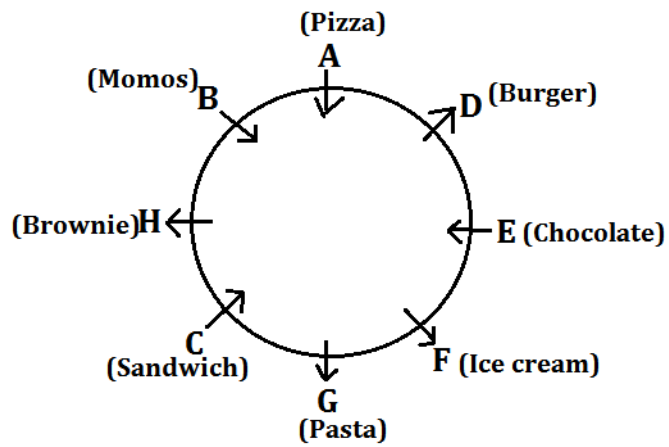 (Pizza)
A
(Momos)
B
D (Burger)
(Brownie) H
E (Chocolate)
C
(Sandwich)
F (Ice cream)
G
(Pasta)